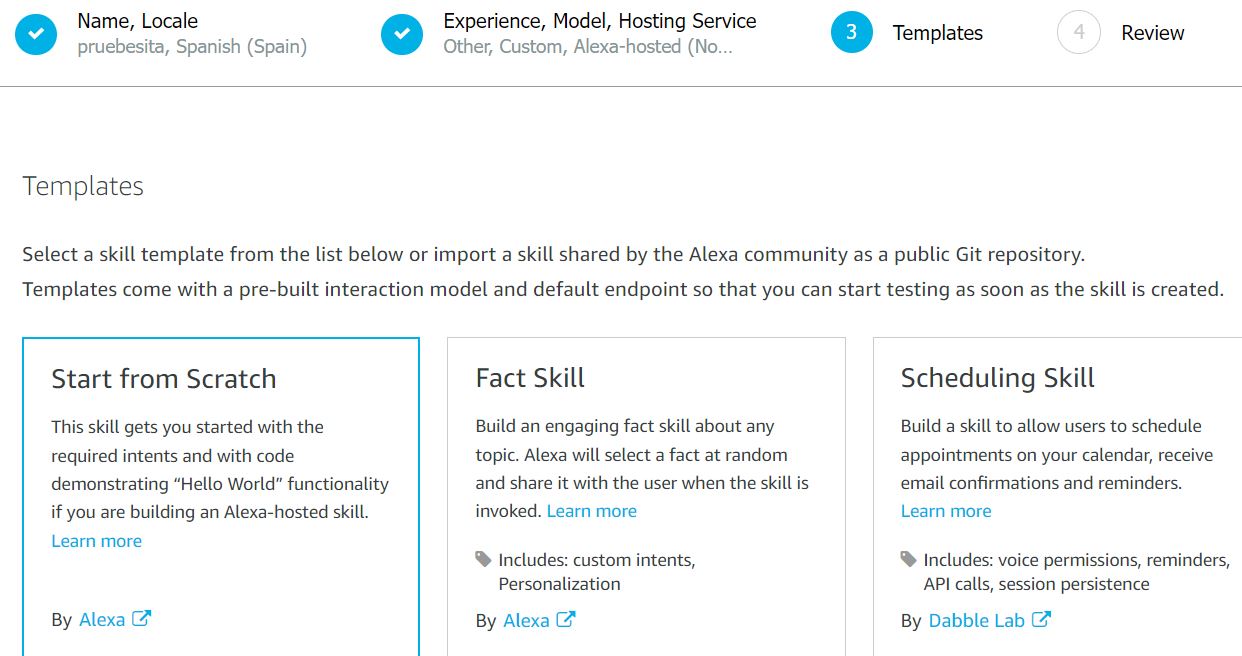 Name, Locale
pruebesita, Spanish (Spain)
Experience, Model, Hosting Service
Other, Custom, Alexa-hosted (No...
3
Templates
4
Review
Templates
Select a skill template from the list below or import a skill shared by the Alexa community as a public Git repository.
Templates come with a pre-built interaction model and default endpoint so that you can start testing as soon as the skill is created.
Start from Scratch
This skill gets you started with the
required intents and with code
demonstrating “Hello World” functionality
if you are building an Alexa-hosted skill.
Learn more
By Alexa
Fact Skill
Build an engaging fact skill about any
topic. Alexa will select a fact at random
and share it with the user when the skill is
invoked. Learn more
Includes: custom intents,
Personalization
By Alexa
Scheduling Skill
Build a skill to allow users to schedule
appointments on your calendar, receive
email confirmations and reminders.
Learn more
Includes: voice permissions, reminders,
API calls, session persistence
By Dabble Lab